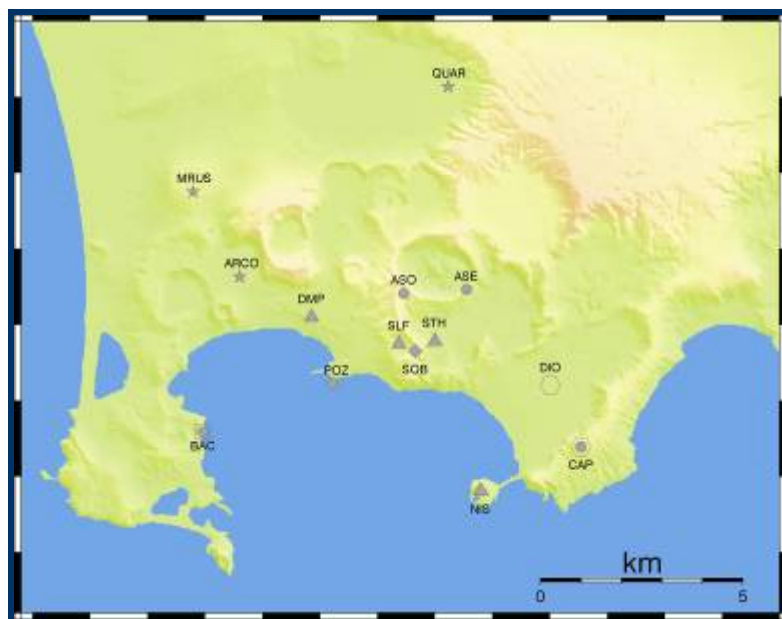 QUAR
MRUS
ARCO
ASO
ASE
DMP
SLF
STH
POZ
SOB
DIO
BAC
CAP
NIS
km
0 5